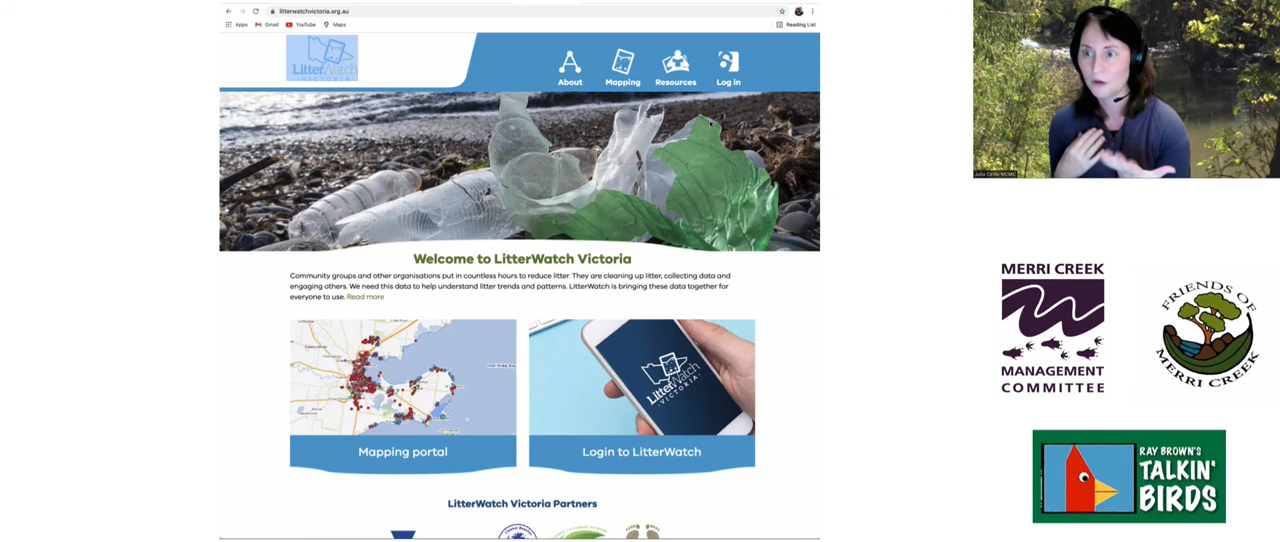 litterwatchvictoria.org.au
Apps Gmail YouTube Maps Reading List
LitterWatch
VICTORIA
About Mapping Resources Log in
Welcome to LitterWatch Victoria
Community groups and other organisations put in countless hours to reduce litter. They are cleaning up litter, collecting data and
engaging others. We need this data to help understand litter trends and patterns. LitterWatch is bringing these data together for
everyone to use. Read more
LitterWatch
VICTORIA
Mapping portal
Login to LitterWatch
LitterWatch Victoria Partners
Julia Cirillo MCMC
MERRI CREEK
MANAGEMENT
COMMITTEE
FRIENDS OF
MERRI CREEK
RAY BROWN'S
TALKIN'
BIRDS